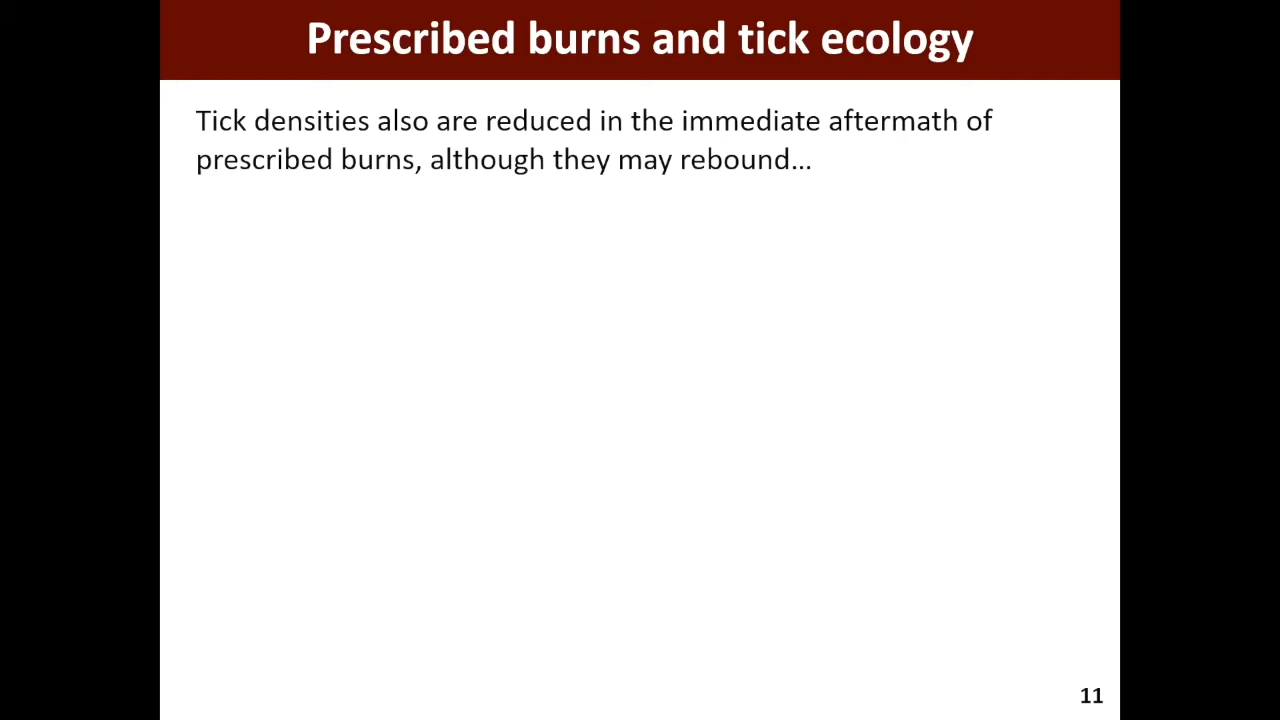 Prescribed burns and tick ecology
Tick densities also are reduced in the immediate aftermath of
prescribed burns, although they may rebound...
11